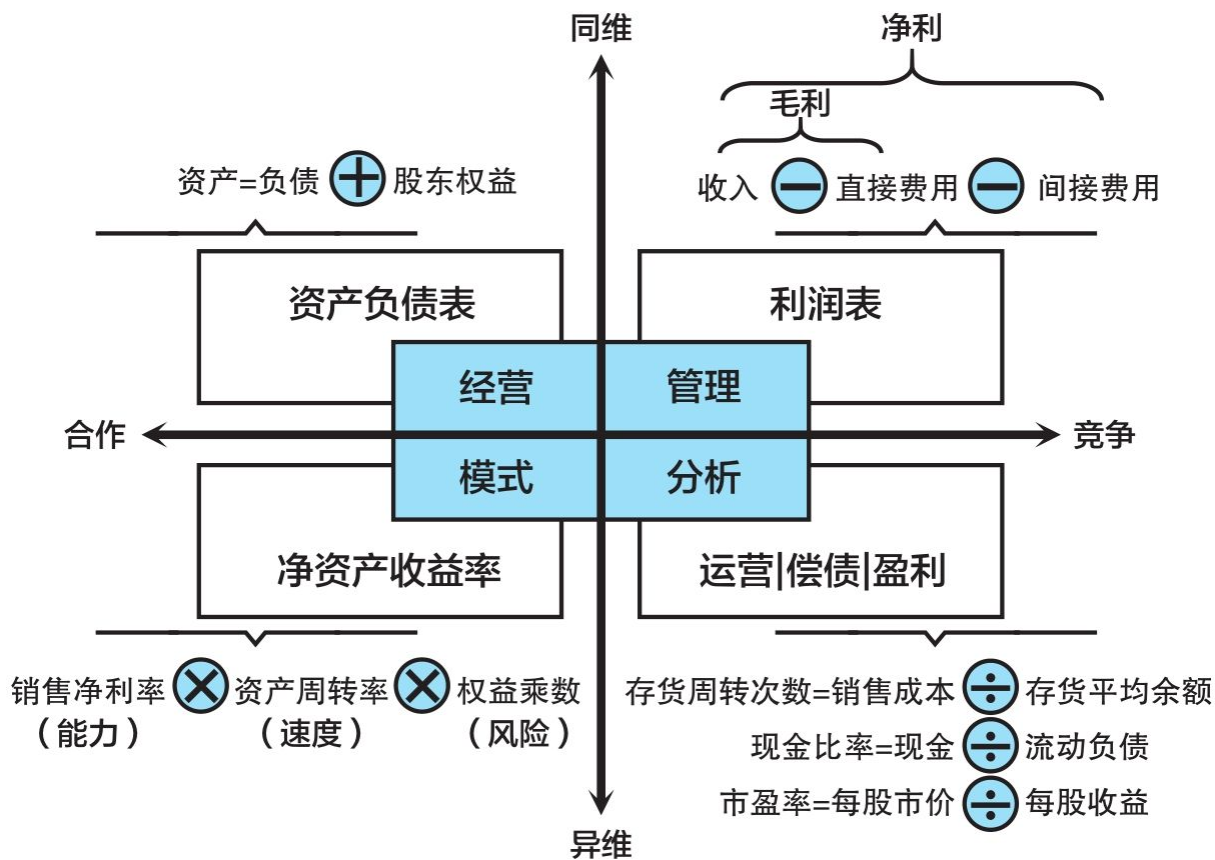 同维
净利
毛利
资产=负债+股东权益
收入-直接费用-间接费用
资产负债表
利润表
经营
管理
合作
竞争
模式
分析
净资产收益率
运营|偿债|盈利
销售净利率×资产周转率×权益乘数
（能力）（速度）（风险）
存货周转次数=销售成本÷存货平均余额
现金比率=现金÷流动负债
市盈率=每股市价÷每股收益
异维